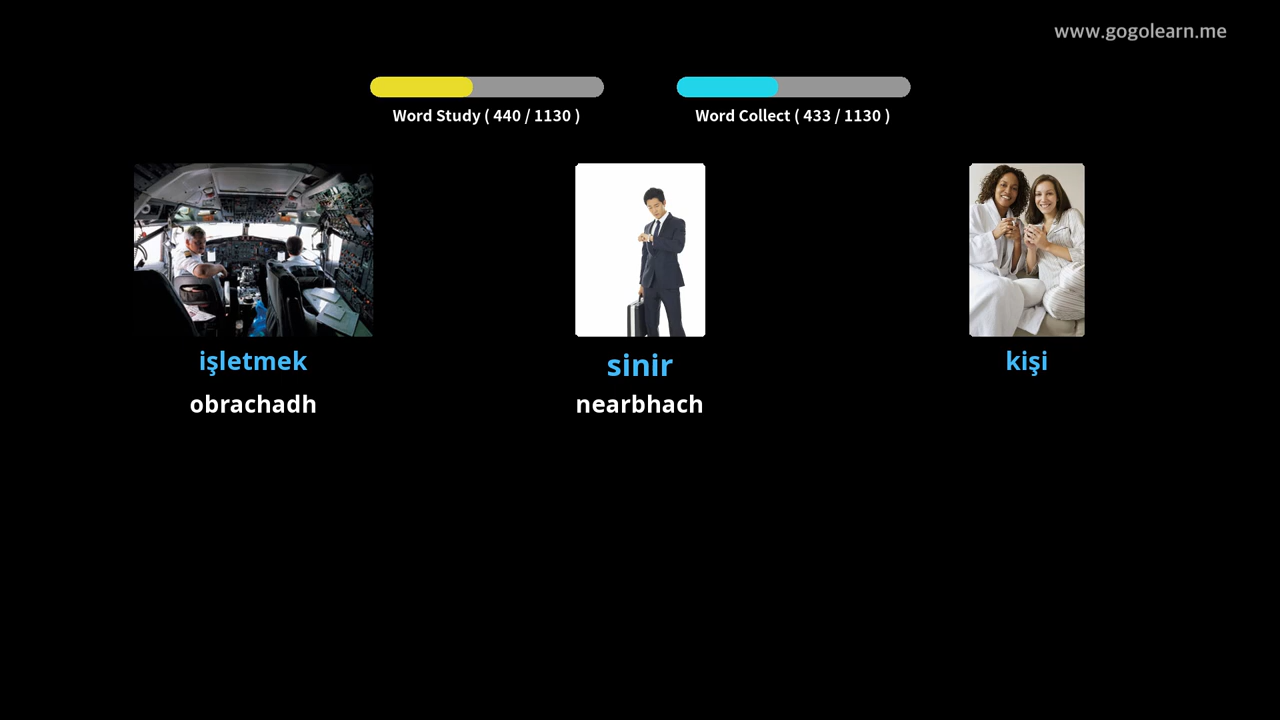 www.gogolearn.me
Word Study ( 440 / 1130 )
Word Collect ( 433 / 1130 )
işletmek
obrachadh
sinir
nearbhach
kişi